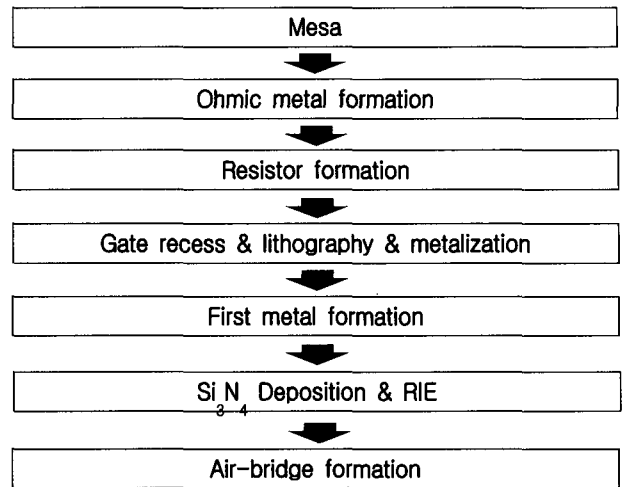 Mesa
Ohmic metal formation
Resistor formation
Gate recess & lithography & metalization
First metal formation
Si3N4 Deposition & RIE
Air-bridge formation